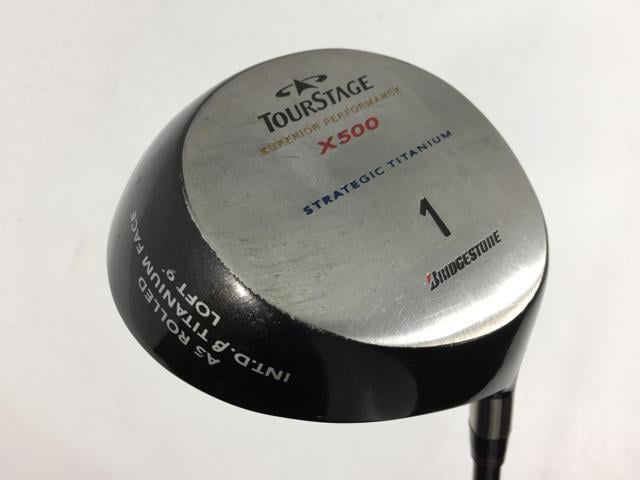 TOURSTAGE
SUPERIOR PERFORMANCE
X500
STRATEGIC TITANIUM
1
BRIDGESTONE
AS ROLLED
INT.D.β TITANIUM FACE
LOFT 9°